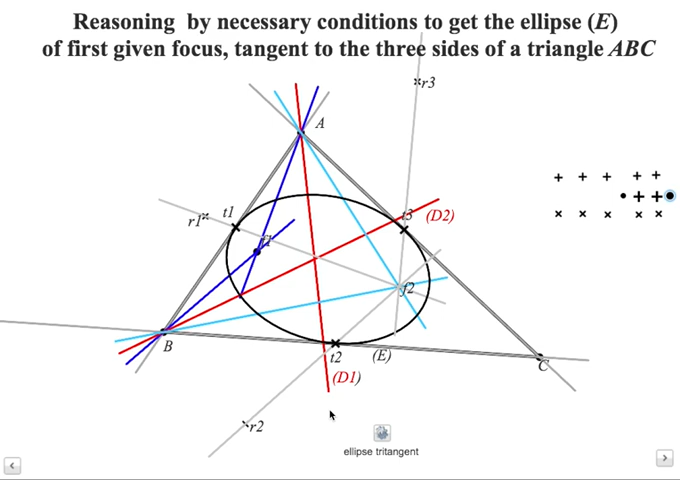 Reasoning by necessary conditions to get the ellipse (E)
of first given focus, tangent to the three sides of a triangle ABC
r3
A
r1
t1
t3
(D2)
f1
f2
B
t2
(E)
C
(D1)
r2
ellipse tritangent